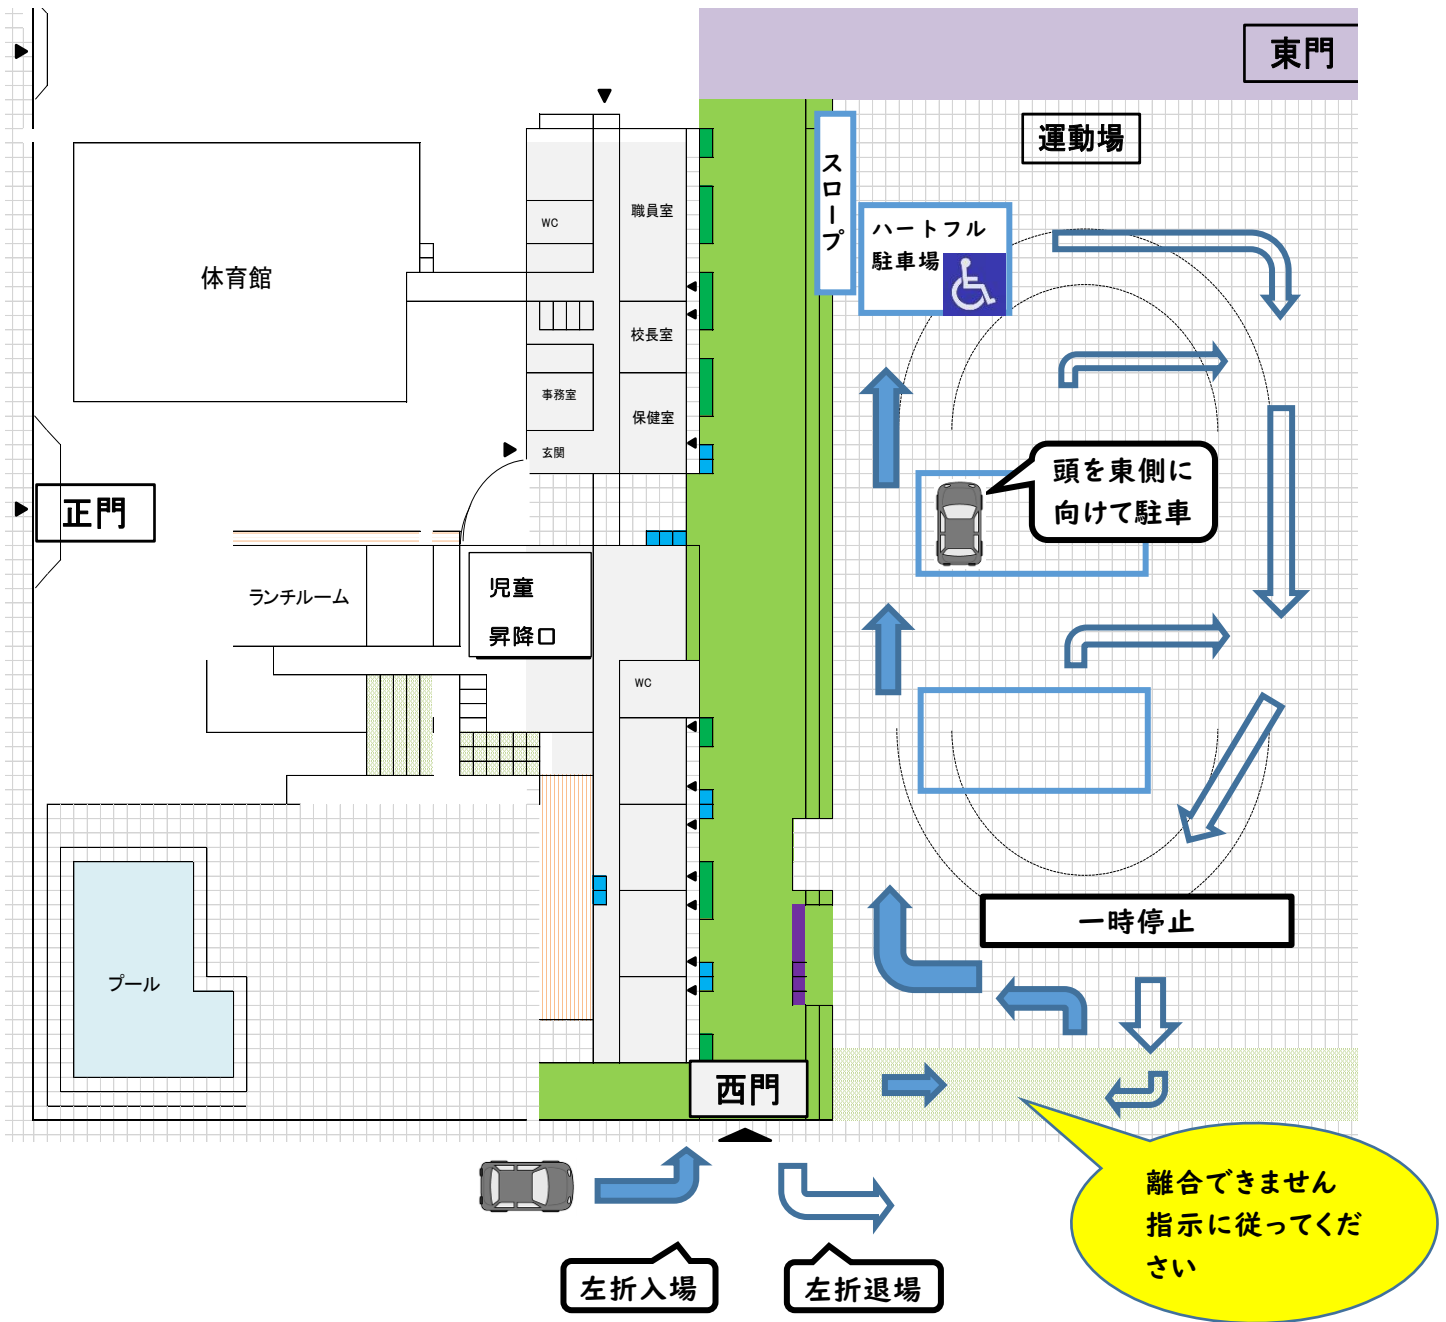 東門
運動場
スロープ
ハートフル
駐車場
職員室
WC
体育館
校長室
事務室
保健室
玄関
頭を東側に
向けて駐車
正門
児童
昇降口
ランチルーム
WC
一時停止
プール
西門
離合できません
指示に従ってくだ
さい
左折入場
左折退場